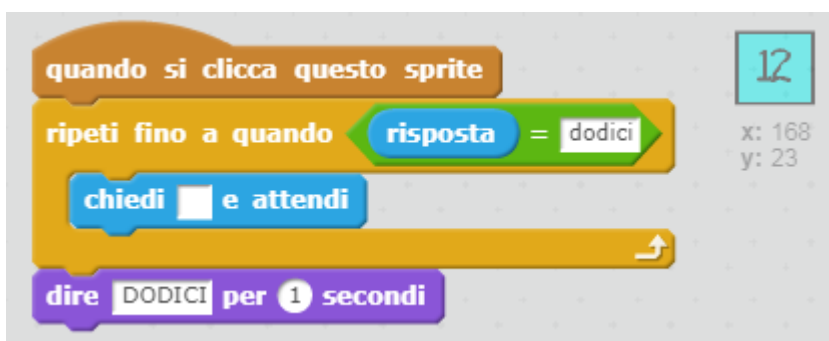 quando si clicca questo sprite
12
ripeti fino a quando risposta = dodici
x: 168
y: 23
chiedi e attendi
dire DODICI per 1 secondi